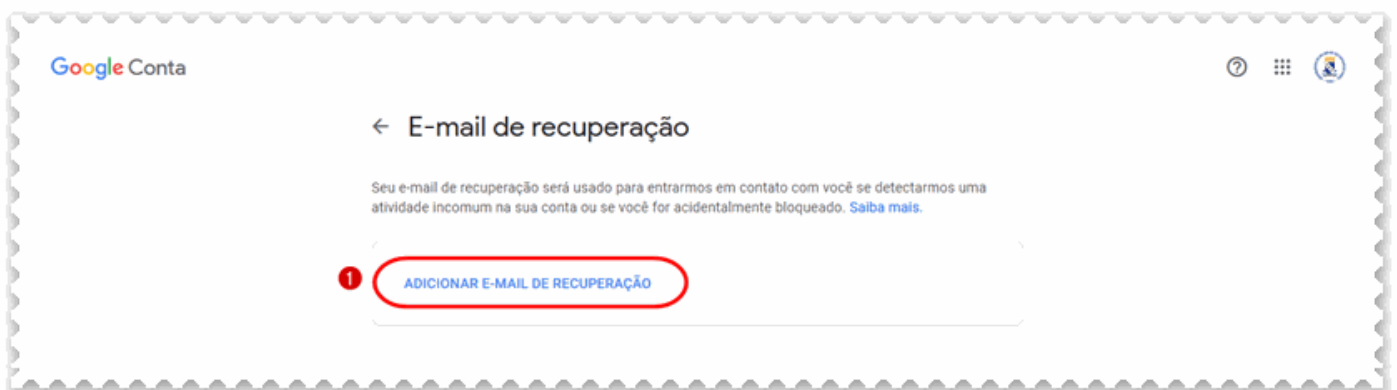 Google Conta
E-mail de recuperação
Seu e-mail de recuperação será usado para entrarmos em contato com você se detectarmos uma
atividade incomum na sua conta ou se você for acidentalmente bloqueado. Saiba mais.
1 ADICIONAR E-MAIL DE RECUPERAÇÃO